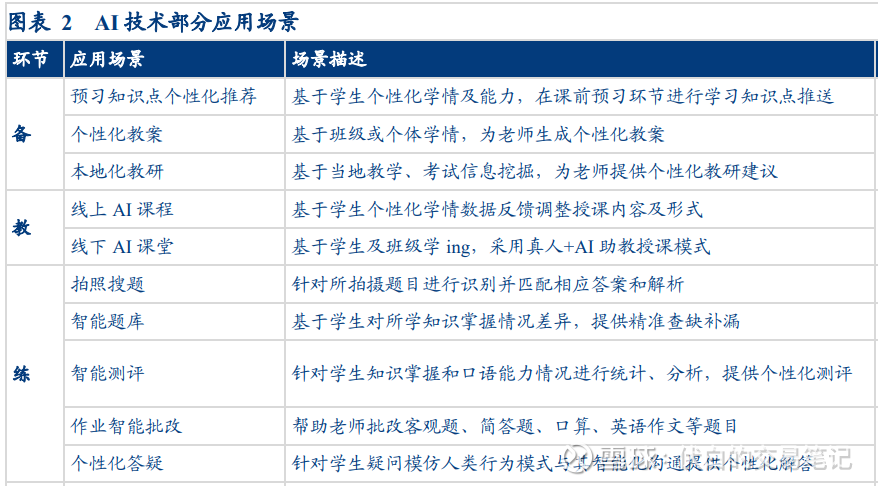 图表 2 AI 技术部分应用场景
环节 应用场景 场景描述
备
预习知识点个性化推荐 基于学生个性化学情及能力，在课前预习环节进行学习知识点推送
个性化教案 基于班级或个体学情，为老师生成个性化教案
本地化教研 基于当地教学、考试信息挖掘，为老师提供个性化教研建议
教
线上 AI 课程 基于学生个性化学情数据反馈调整授课内容及形式
线下 AI 课堂 基于学生及班级学 ing，采用真人+AI 助教授课模式
练
拍照搜题 针对所拍摄题目进行识别并匹配相应答案和解析
智能题库 基于学生对所学知识掌握情况差异，提供精准查缺补漏
智能测评 针对学生知识掌握和口语能力情况进行统计、分析，提供个性化测评
作业智能批改 帮助老师批改客观题、简答题、口算、英语作文等题目
个性化答疑 针对学生疑问模仿人类行为模式与其智能化沟通提供个性化解答
雪球：伏白的交易笔记